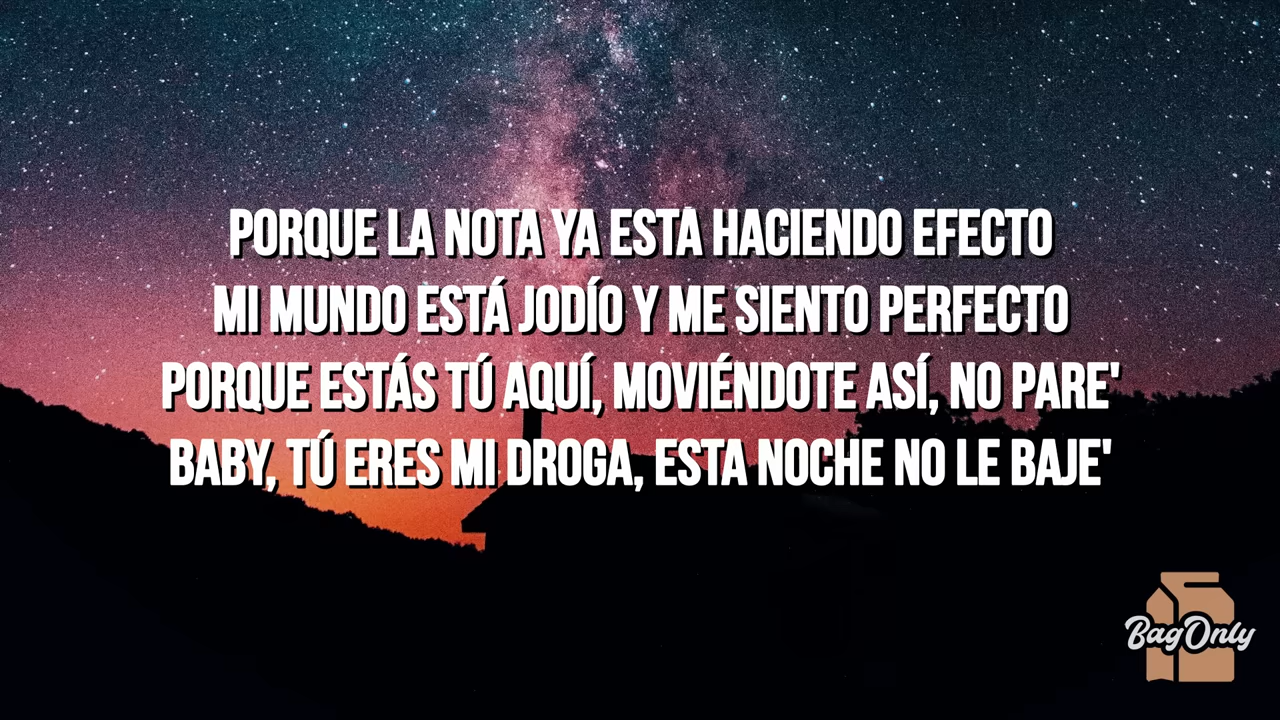 PORQUE LA NOTA YA ESTA HACIENDO EFECTO
MI MUNDO ESTÁ JODÍO Y ME SIENTO PERFECTO
PORQUE ESTÁS TÚ AQUÍ, MOVIÉNDOTE ASÍ, NO PARE'
BABY, TÚ ERES MI DROGA, ESTA NOCHE NO LE BAJE'
BagOnly